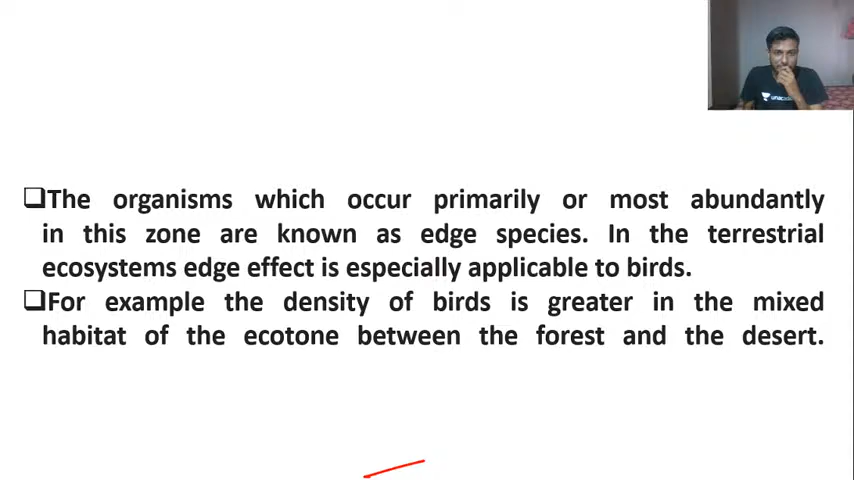 ❑The organisms which occur primarily or most abundantly
in this zone are known as edge species. In the terrestrial
ecosystems edge effect is especially applicable to birds.
❑For example the density of birds is greater in the mixed
habitat of the ecotone between the forest and the desert.